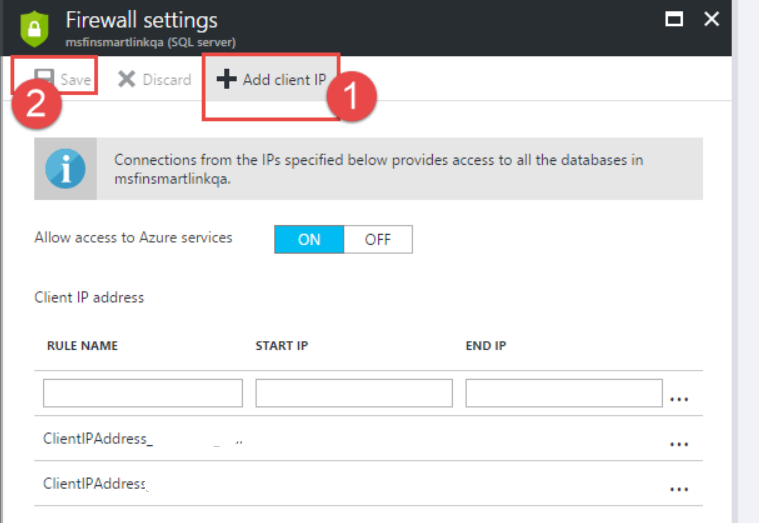 Firewall settings
msfinsmartlinkqa (SQL server)
Save Discard Add client IP
2 1
Connections from the IPs specified below provides access to all the databases in
msfinsmartlinkqa.
Allow access to Azure services ON OFF
Client IP address
RULE NAME START IP END IP
...
ClientIPAddress_ ...
ClientIPAddress ...